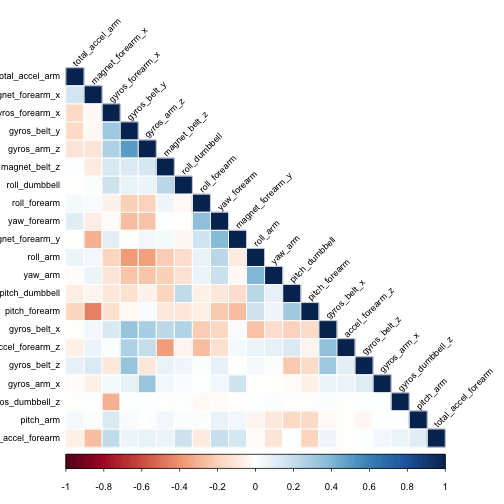 total_accel_arm
magnet_forearm_x
gyros_forearm_x
gyros_belt_y
gyros_arm_z
magnet_belt_z
roll_dumbbell
roll_forearm
yaw_forearm
magnet_forearm_y
roll_arm
yaw_arm
pitch_dumbbell
pitch_forearm
gyros_belt_x
accel_forearm_z
gyros_belt_z
gyros_arm_x
gyros_dumbbell_z
pitch_arm
total_accel_forearm
otal_accel_arm
gnet_forearm_x
yros_forearm_x
gyros_belt_y
gyros_arm_z
magnet_belt_z
roll_dumbbell
roll_forearm
yaw_forearm
gnet_forearm_y
roll_arm
yaw_arm
pitch_dumbbell
pitch_forearm
gyros_belt_x
ccel_forearm_z
gyros_belt_z
gyros_arm_x
os_dumbbell_z
pitch_arm
_accel_forearm
-1 -0.8 -0.6 -0.4 -0.2 0 0.2 0.4 0.6 0.8 1